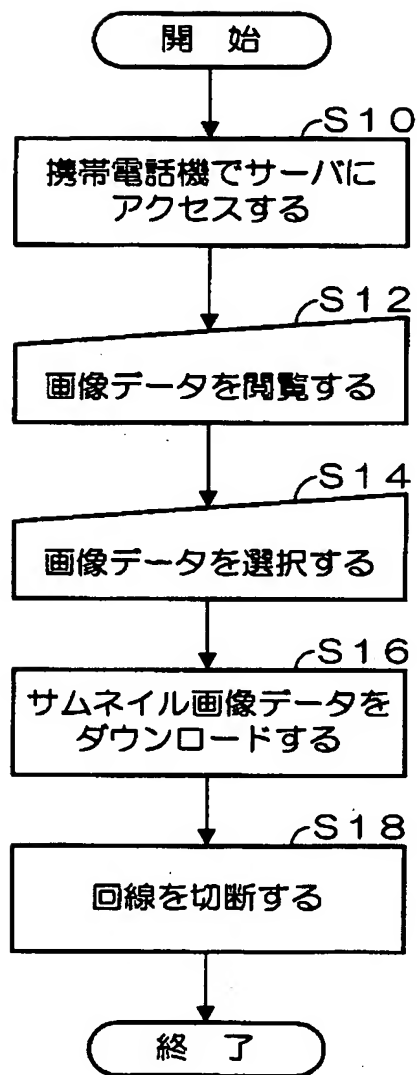 開 始
S10
携帯電話機でサーバに
アクセスする
S12
画像データを閲覧する
S14
画像データを選択する
S16
サムネイル画像データを
ダウンロードする
S18
回線を切断する
終 了